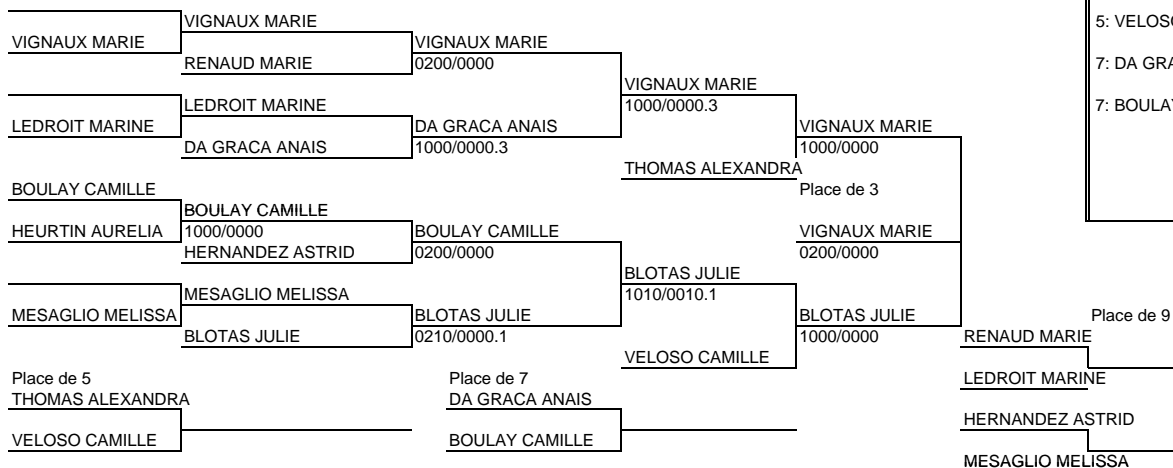 VIGNAUX MARIE
5: VELOS
VIGNAUX MARIE
VIGNAUX MARIE
RENAUD MARIE
0200/0000
7: DA GRA
VIGNAUX MARIE
LEDROIT MARINE
1000/0000.3
7: BOULAY
LEDROIT MARINE
DA GRACA ANAIS
VIGNAUX MARIE
DA GRACA ANAIS
1000/0000.3
1000/0000
THOMAS ALEXANDRA
BOULAY CAMILLE
Place de 3
BOULAY CAMILLE
HEURTIN AURELIA
1000/0000
BOULAY CAMILLE
VIGNAUX MARIE
HERNANDEZ ASTRID
0200/0000
0200/0000
BLOTAS JULIE
MESAGLIO MELISSA
1010/0010.1
MESAGLIO MELISSA
BLOTAS JULIE
BLOTAS JULIE
Place de 9
BLOTAS JULIE
0210/0000.1
1000/0000
RENAUD MARIE
VELOSO CAMILLE
Place de 5
Place de 7
LEDROIT MARINE
THOMAS ALEXANDRA
DA GRACA ANAIS
HERNANDEZ ASTRID
VELOSO CAMILLE
BOULAY CAMILLE
MESAGLIO MELISSA